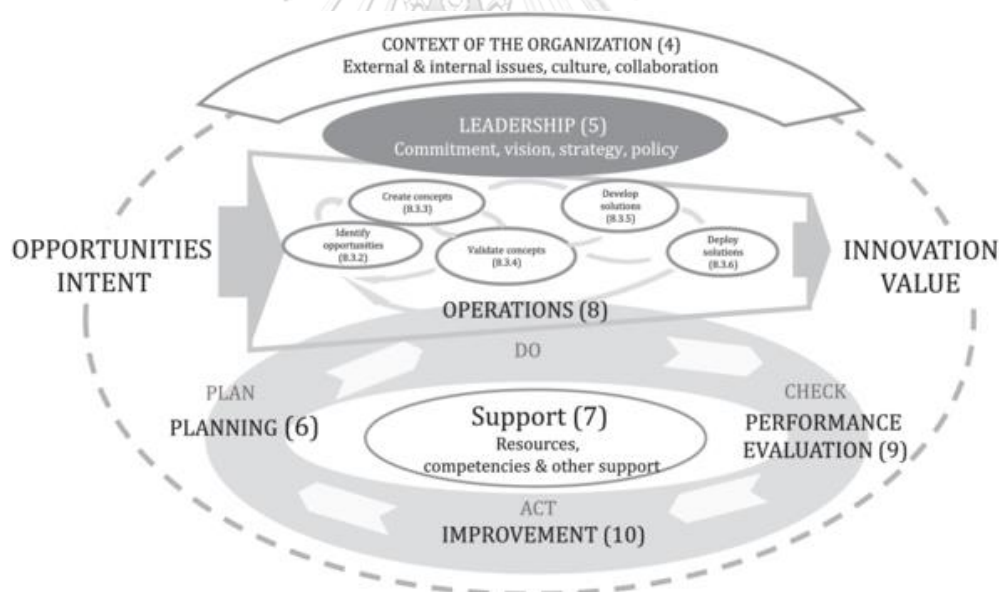 CONTEXT OF THE ORGANIZATION (4)
External & internal issues, culture, collaboration
LEADERSHIP (5)
Commitment, vision, strategy, policy
Create concepts
(8.3.3)
Develop
solutions
(8.3.5)
Identify
opportunities
(8.3.2)
Validate concepts
(8.3.4)
Deploy
solutions
(8.3.6)
OPPORTUNITIES
INTENT
INNOVATION
VALUE
OPERATIONS (8)
DO
PLAN
PLANNING (6)
CHECK
PERFORMANCE
EVALUATION (9)
Support (7)
Resources,
competencies & other support
ACT
IMPROVEMENT (10)